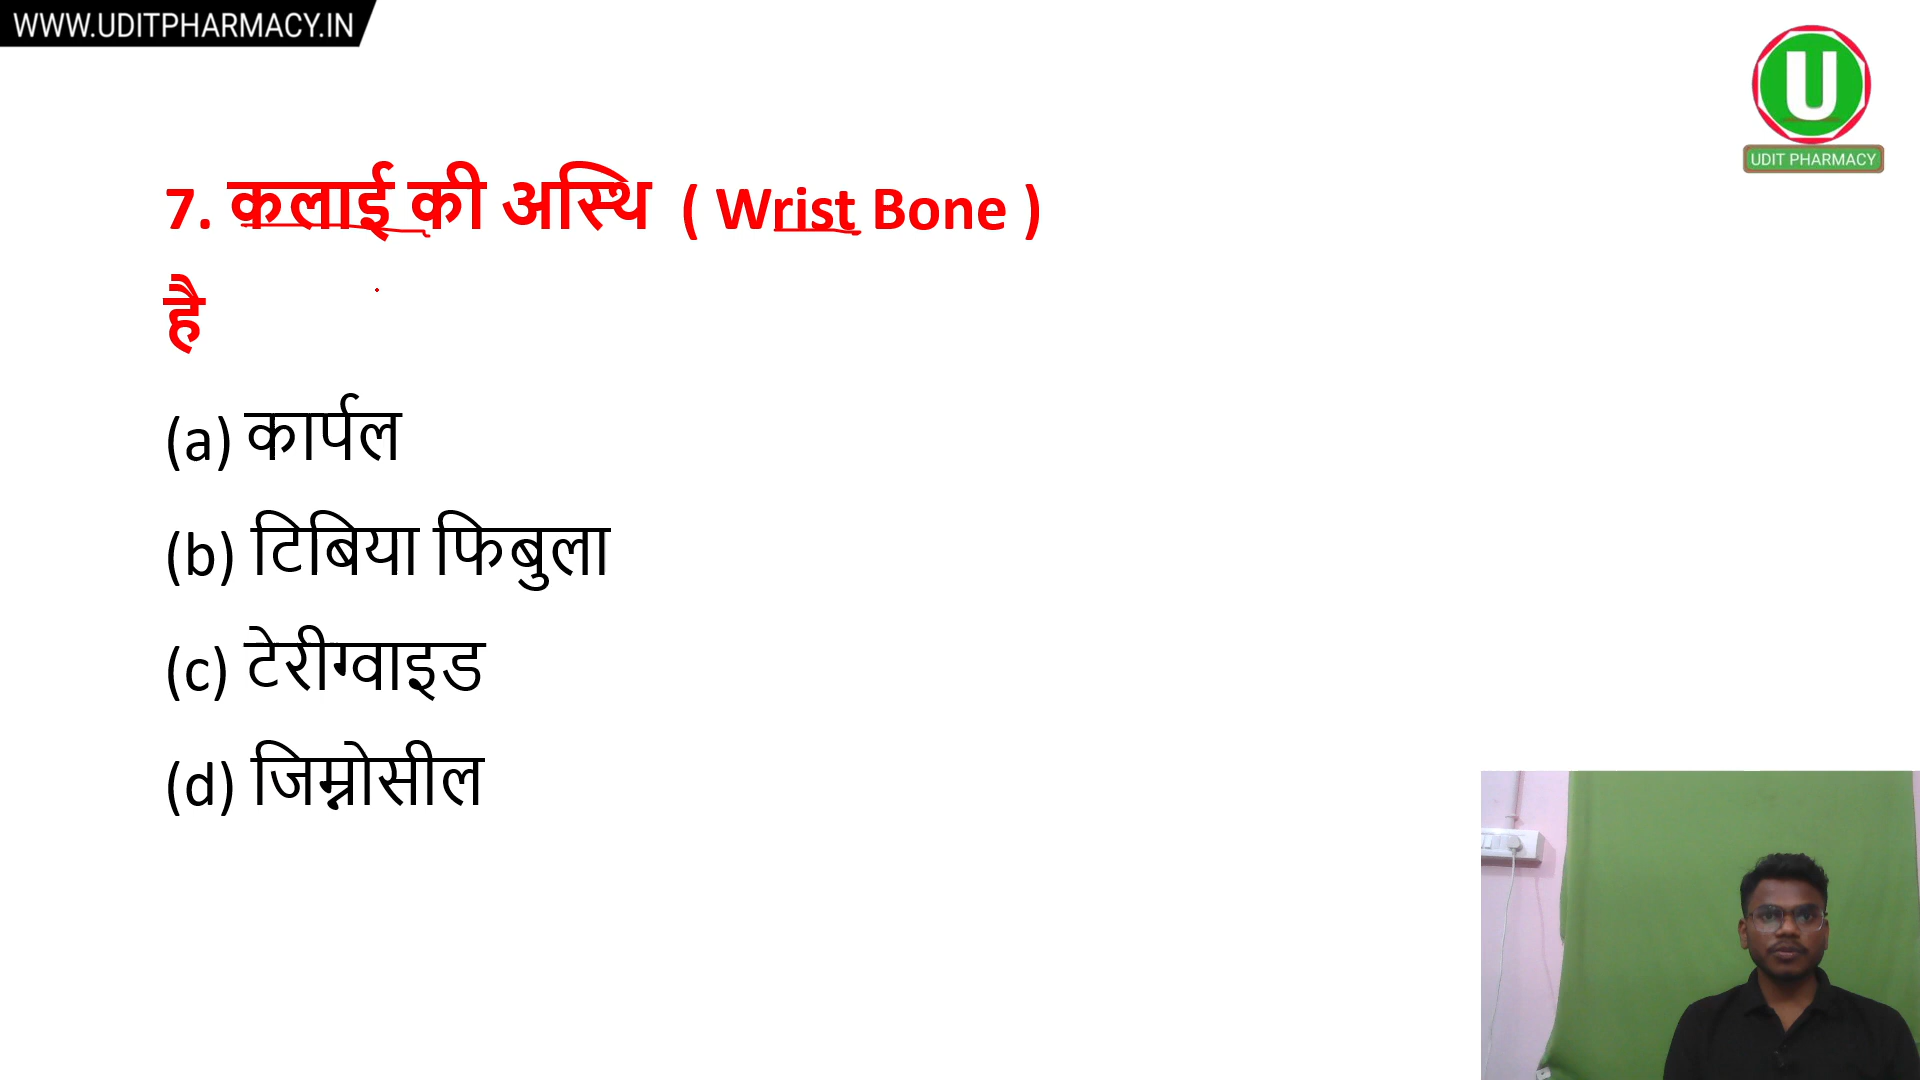 WWW.UDITPHARMACY.IN
U
UDIT PHARMACY
7. कलाई की अस्थि ( Wrist Bone )
है
(a) कार्पल
(b) टिबिया फिबुला
(c) टेरीग्वाइड
(d) जिम्नोसील